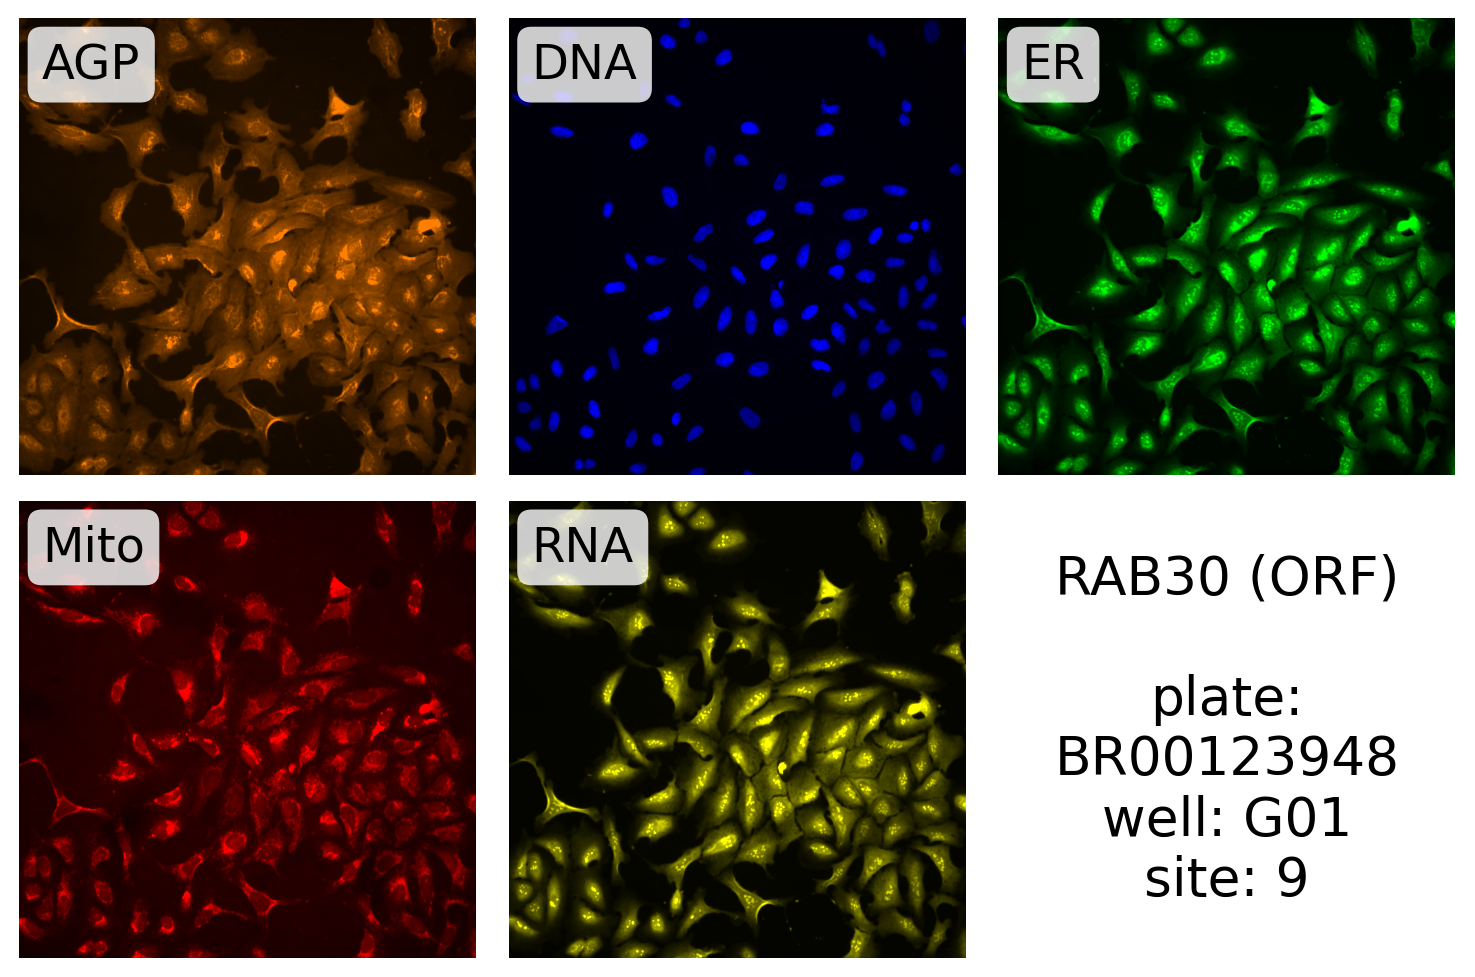 AGP
DNA
ER
Mito
RNA
RAB30 (ORF)
plate:
BR00123948
well: G01
site: 9